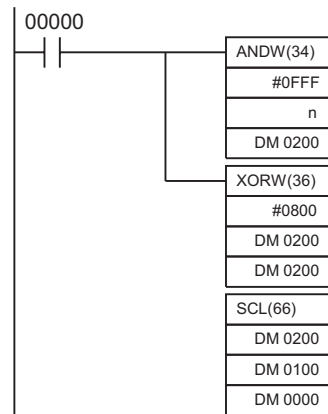 00000
ANDW(34)
#0FFF
n
DM 0200
XORW(36)
#0800
DM 0200
DM 0200
SCL(66)
DM 0200
DM 0100
DM 0000